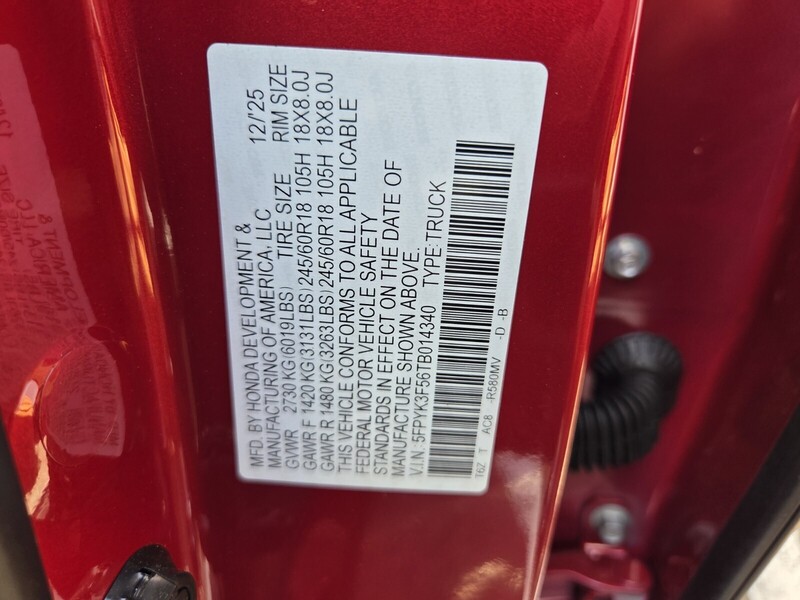 MFD. BY HONDA DEVELOPMENT &
MANUFACTURING OF AMERICA, LLC 12/'25
GVWR 2730 KG (6019LBS) TIRE SIZE RIM SIZE
GAWR F 1420 KG(3131LBS)245/60R18 105H 18X8.0J
GAWR R 1480 KG(3263LBS)245/60R18 105H 18X8.0J
THIS VEHICLE CONFORMS TO ALL APPLICABLE
FEDERAL MOTOR VEHICLE SAFETY
STANDARDS IN EFFECT ON THE DATE OF
MANUFACTURE SHOWN ABOVE.
V.I.N.:5FPYK3F56TB014340 TYPE:TRUCK
T6Z T AC8 -R580MV -D -B